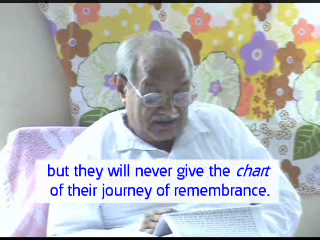 but they will never give the chart
of their journey of remembrance.